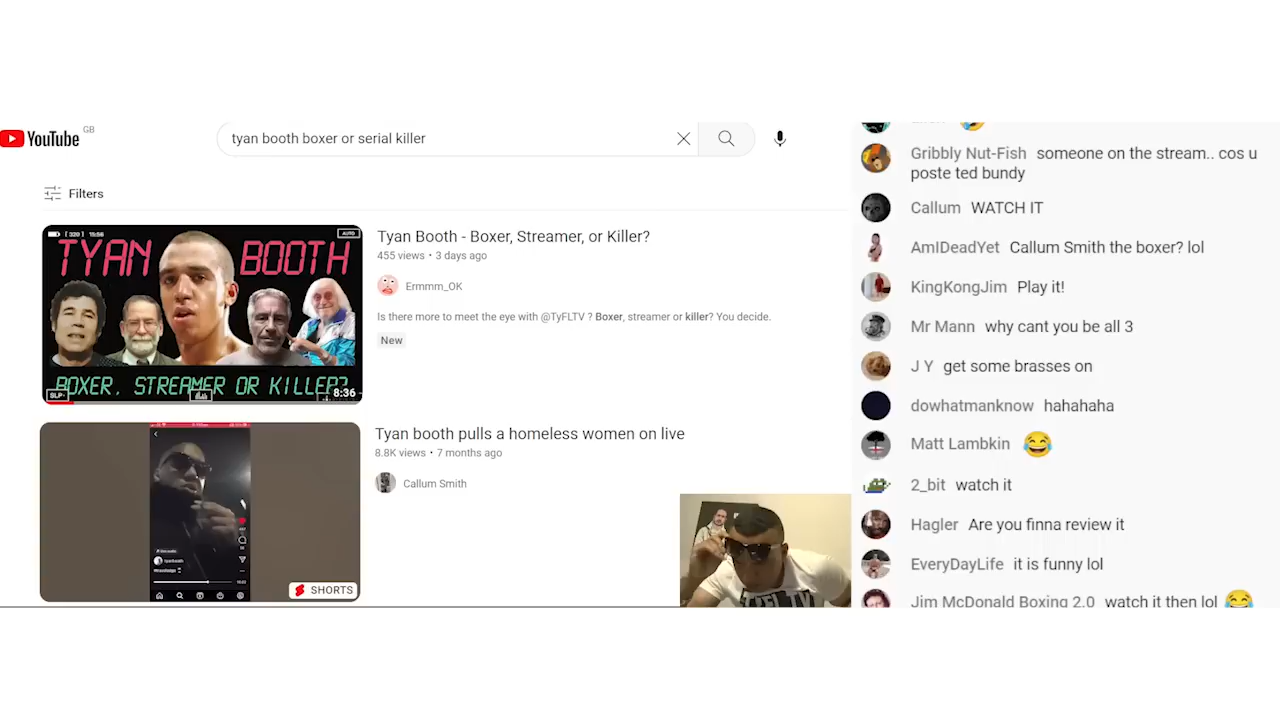 YouTube GB
tyan booth boxer or serial killer
Filters
[ 320 ] 15:56
AUTO
TYAN BOOTH
BOXER, STREAMER OR KILLER?
SLP
8:36
Tyan Booth - Boxer, Streamer, or Killer?
455 views • 3 days ago
Ermmm_OK
Is there more to meet the eye with @TyFLTV ? Boxer, streamer or killer? You decide.
New
SHORTS
Tyan booth pulls a homeless women on live
8.8K views • 7 months ago
Callum Smith
Gribbly Nut-Fish someone on the stream.. cos u
poste ted bundy
Callum WATCH IT
AmIDeadYet Callum Smith the boxer? lol
KingKongJim Play it!
Mr Mann why cant you be all 3
J Y get some brasses on
dowhatmanknow hahahaha
Matt Lambkin 😂
2_bit watch it
Hagler Are you finna review it
EveryDayLife it is funny lol
Jim McDonald Boxing 2.0 watch it then lol 😂